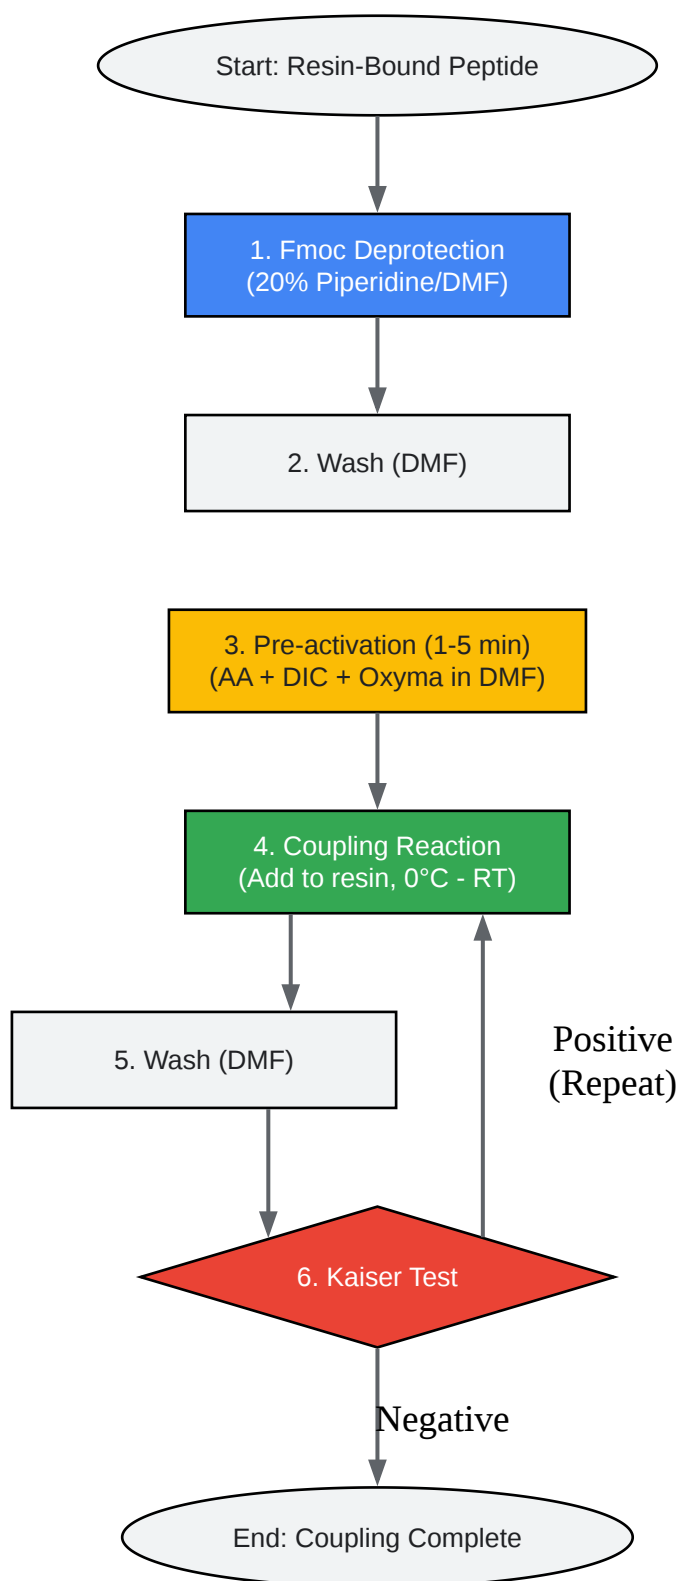 Start: Resin-Bound Peptide
1. Fmoc Deprotection
(20% Piperidine/DMF)
2. Wash (DMF)
3. Pre-activation (1-5 min)
(AA + DIC + Oxyma in DMF)
4. Coupling Reaction
(Add to resin, 0°C - RT)
5. Wash (DMF)
Positive
(Repeat)
6. Kaiser Test
Negative
End: Coupling Complete